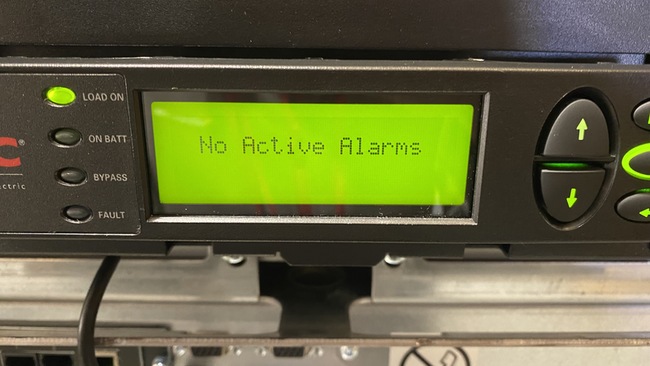 LOAD ON
ON BATT
BYPASS
FAULT
No Active Alarms